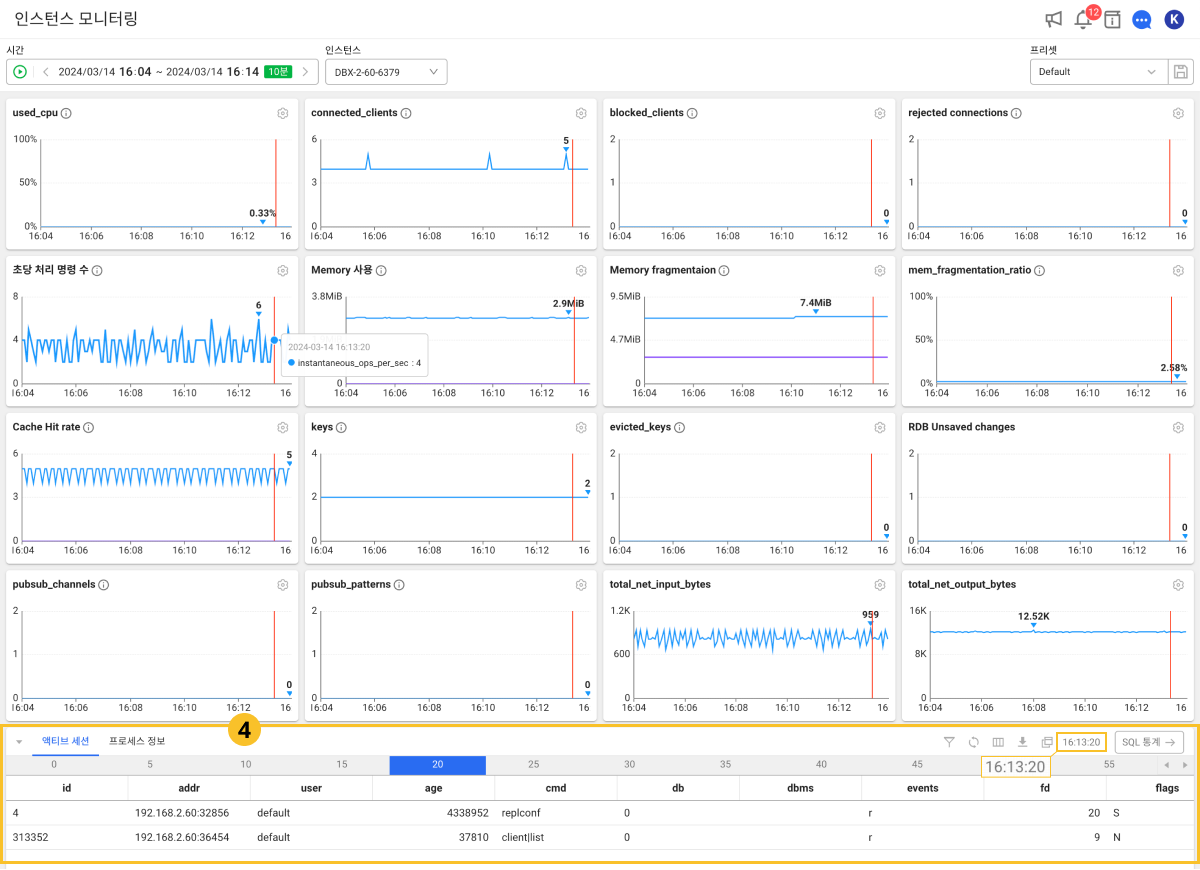 인스턴스 모니터링
12
K
시간
인스턴스
프리셋
2024/03/14 16:04 ~ 2024/03/14 16:14 10분
DBX-2-60-6379
Default
used_cpu
100%
50%
0%
0.33%
16:04 16:06 16:08 16:10 16:12 16
connected_clients
6
3
0
5
16:04 16:06 16:08 16:10 16:12 16
blocked_clients
2
1
0
0
16:04 16:06 16:08 16:10 16:12 16
rejected connections
2
1
0
0
16:04 16:06 16:08 16:10 16:12 16
초당 처리 명령 수
8
4
0
6
16:04 16:06 16:08 16:10 16:12 16
2024-03-14 16:13:20
instantaneous_ops_per_sec : 4
Memory 사용
3.8MiB
0
2.9MiB
16:04 16:06 16:08 16:10 16:12 16
Memory fragmentaion
9.5MiB
4.7MiB
0
7.4MiB
16:04 16:06 16:08 16:10 16:12 16
mem_fragmentation_ratio
100%
50%
0%
2.58%
16:04 16:06 16:08 16:10 16:12 16
Cache Hit rate
6
3
0
5
16:04 16:06 16:08 16:10 16:12 16
keys
4
2
0
2
16:04 16:06 16:08 16:10 16:12 16
evicted_keys
2
1
0
0
16:04 16:06 16:08 16:10 16:12 16
RDB Unsaved changes
2
1
0
0
16:04 16:06 16:08 16:10 16:12 16
pubsub_channels
2
1
0
0
16:04 16:06 16:08 16:10 16:12 16
pubsub_patterns
2
1
0
0
16:04 16:06 16:08 16:10 16:12 16
total_net_input_bytes
1.2K
600
0
959
16:04 16:06 16:08 16:10 16:12 16
total_net_output_bytes
16K
8K
0
12.52K
16:04 16:06 16:08 16:10 16:12 16
4
액티브 세션 프로세스 정보 16:13:20 SQL 통계
0 5 10 15 20 25 30 35 40 45 16:13:20 55
id addr user age cmd db dbms events fd flags
4 192.168.2.60:32856 default 4338952 replconf 0 r 20 S
313352 192.168.2.60:36454 default 37810 client|list 0 r 9 N